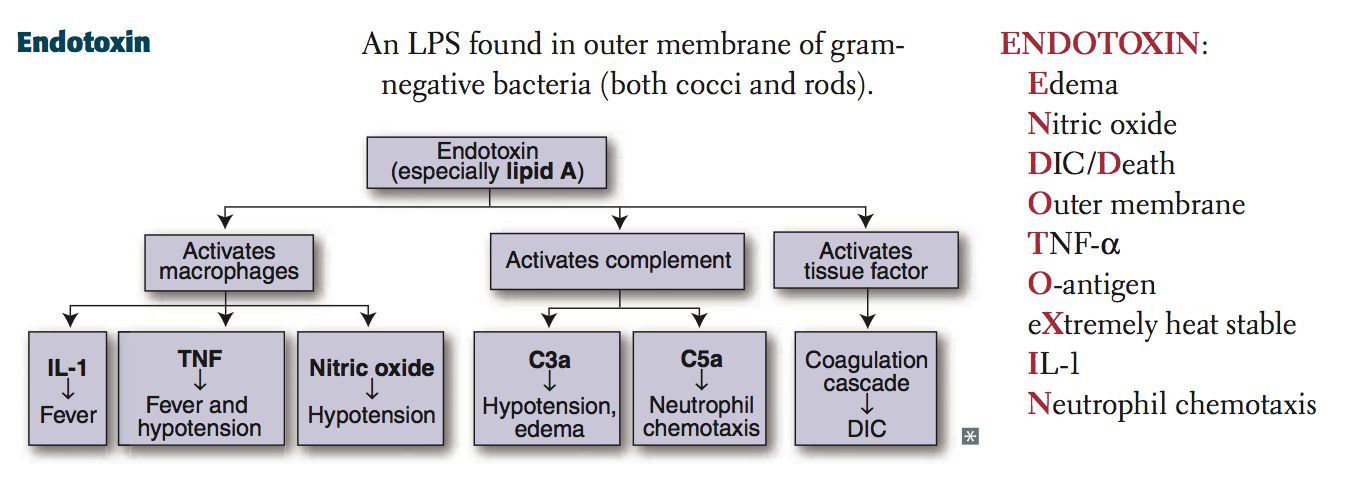 Endotoxin
An LPS found in outer membrane of gram-
negative bacteria (both cocci and rods).
Endotoxin
(especially lipid A)
Activates
macrophages
Activates complement
Activates
tissue factor
IL-1
↓
Fever
TNF
↓
Fever and
hypotension
Nitric oxide
↓
Hypotension
C3a
↓
Hypotension,
edema
C5a
↓
Neutrophil
chemotaxis
Coagulation
cascade
↓
DIC
*
ENDOTOXIN:
Edema
Nitric oxide
DIC/Death
Outer membrane
TNF-α
O-antigen
eXtremely heat stable
IL-1
Neutrophil chemotaxis